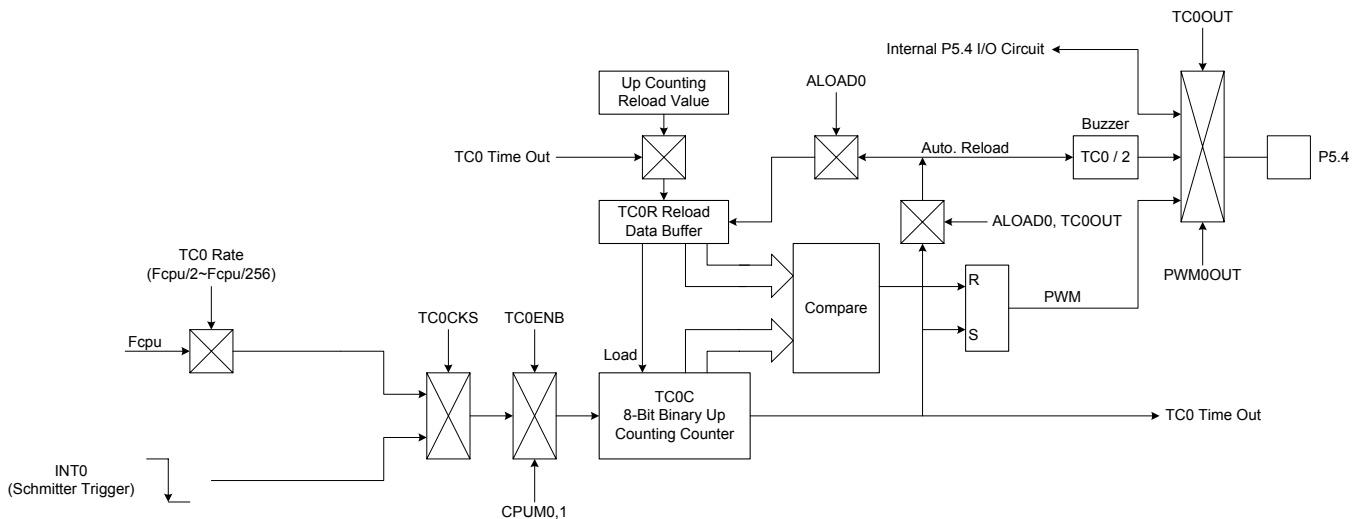 TC0OUT
Internal P5.4 I/O Circuit
Up Counting
Reload Value
ALOAD0
Buzzer
TC0 Time Out
Auto. Reload
TC0 / 2
P5.4
TC0R Reload
Data Buffer
ALOAD0, TC0OUT
TC0 Rate
(Fcpu/2~Fcpu/256)
PWM0OUT
R
PWM
Compare
TC0CKS
TC0ENB
S
Fcpu
Load
TC0C
8-Bit Binary Up
Counting Counter
TC0 Time Out
INT0
(Schmitter Trigger)
CPUM0,1